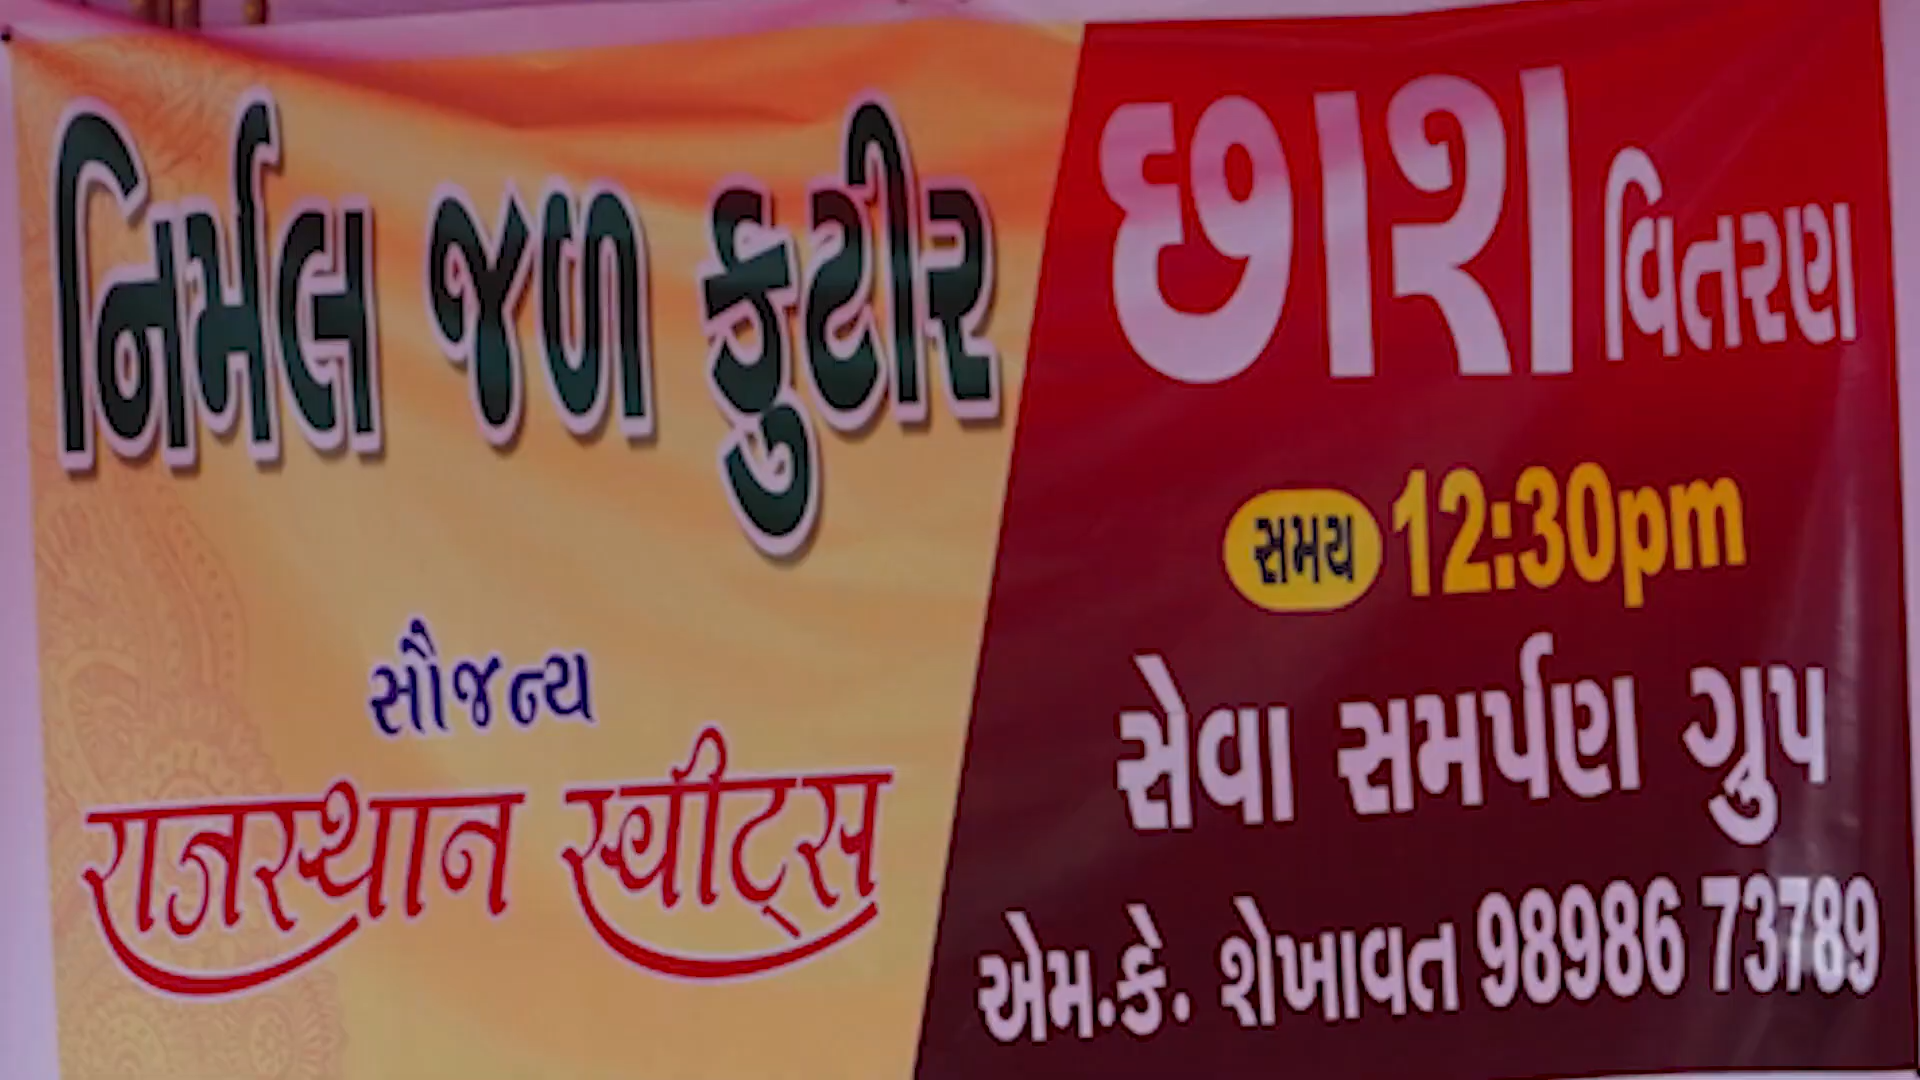 નિર્મલ જળ કુટીર
સૌજન્ય
राजस्थान स्वीट्स
છાશ વિતરણ
સમય 12:30pm
સેવા સમર્પણ ગ્રુપ
એમ.કે. શેખાવત 98986 73789